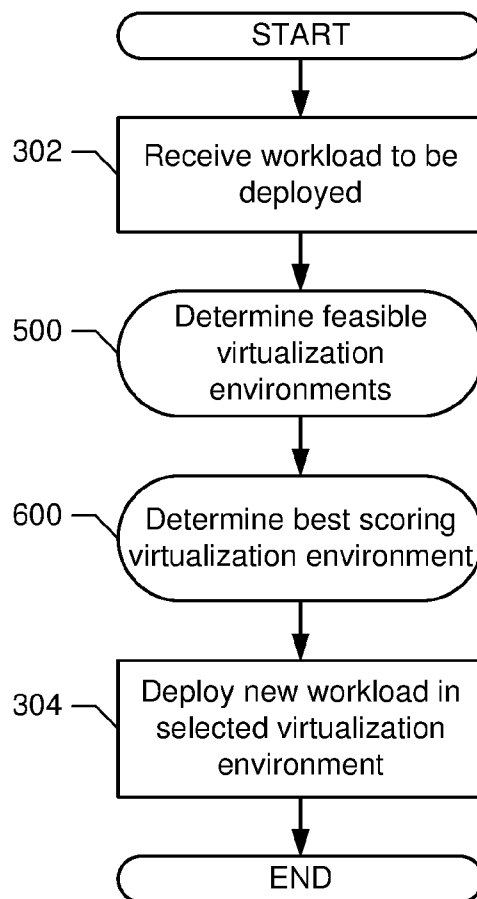 START
302
Receive workload to be
deployed
500
Determine feasible
virtualization
environments
600
Determine best scoring
virtualization environment
304
Deploy new workload in
selected virtualization
environment
END